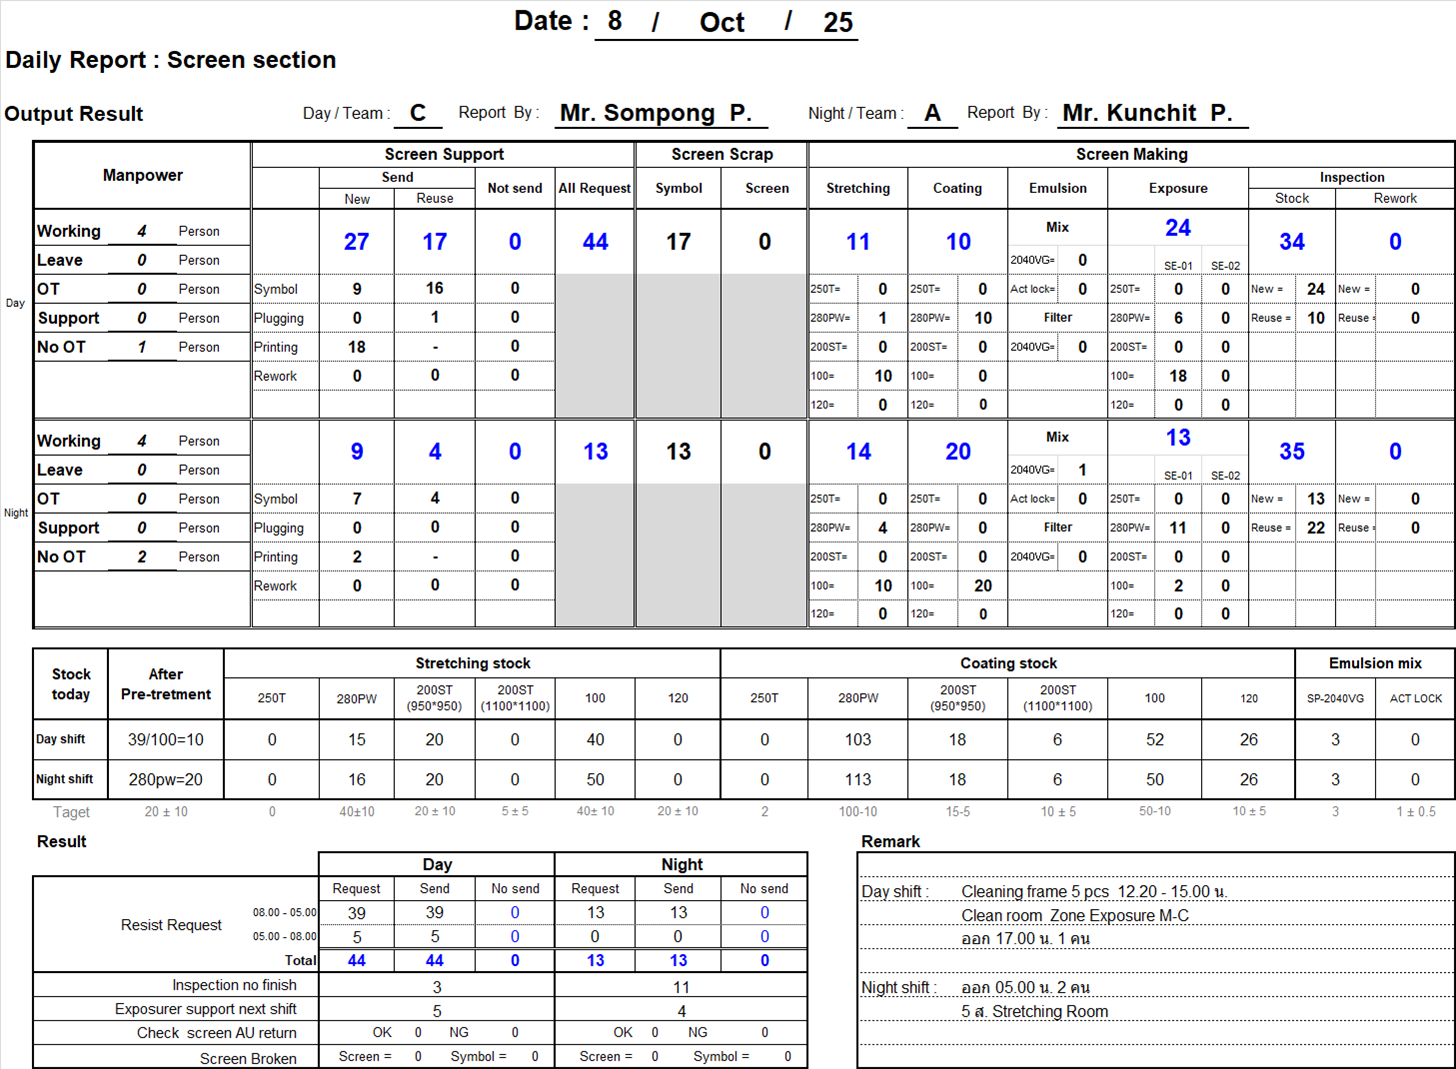 Date : 8 / Oct / 25
Daily Report : Screen section
Output Result Day / Team : C Report By : Mr. Sompong P. Night / Team : A Report By : Mr. Kunchit P.
Manpower Screen Support Screen Scrap Screen Making
Send Not send All Request Symbol Screen Stretching Coating Emulsion Exposure Inspection
New Reuse Stock Rework
Day
Working 4 Person 27 17 0 44 17 0 11 10 Mix 24 34 0
Leave 0 Person 2040VG= 0 SE-01 SE-02
OT 0 Person Symbol 9 16 0 250T= 0 250T= 0 Act lock= 0 250T= 0 0 New = 24 New = 0
Support 0 Person Plugging 0 1 0 280PW= 1 280PW= 10 Filter 280PW= 6 0 Reuse = 10 Reuse = 0
No OT 1 Person Printing 18 - 0 200ST= 0 200ST= 0 2040VG= 0 200ST= 0 0
Rework 0 0 0 100= 10 100= 0 100= 18 0
120= 0 120= 0 120= 0 0
Night
Working 4 Person 9 4 0 13 13 0 14 20 Mix 13 35 0
Leave 0 Person 2040VG= 1 SE-01 SE-02
OT 0 Person Symbol 7 4 0 250T= 0 250T= 0 Act lock= 0 250T= 0 0 New = 13 New = 0
Support 0 Person Plugging 0 0 0 280PW= 4 280PW= 0 Filter 280PW= 11 0 Reuse = 22 Reuse = 0
No OT 2 Person Printing 2 - 0 200ST= 0 200ST= 0 2040VG= 0 200ST= 0 0
Rework 0 0 0 100= 10 100= 20 100= 2 0
120= 0 120= 0 120= 0 0
Stock today After Pre-tretment Stretching stock Coating stock Emulsion mix
250T 280PW 200ST (950*950) 200ST (1100*1100) 100 120 250T 280PW 200ST (950*950) 200ST (1100*1100) 100 120 SP-2040VG ACT LOCK
Day shift 39/100=10 0 15 20 0 40 0 0 103 18 6 52 26 3 0
Night shift 280pw=20 0 16 20 0 50 0 0 113 18 6 50 26 3 0
Taget 20 ± 10 0 40±10 20 ± 10 5 ± 5 40± 10 20 ± 10 2 100-10 15-5 10 ± 5 50-10 10 ± 5 3 1 ± 0.5
Result
Day Night
Request Send No send Request Send No send
Resist Request 08.00 - 05.00 39 39 0 13 13 0
05.00 - 08.00 5 5 0 0 0 0
Total 44 44 0 13 13 0
Inspection no finish 3 11
Exposurer support next shift 5 4
Check screen AU return OK 0 NG 0 OK 0 NG 0
Screen Broken Screen = 0 Symbol = 0 Screen = 0 Symbol = 0
Remark
Day shift : Cleaning frame 5 pcs 12.20 - 15.00 น.
Clean room Zone Exposure M-C
ออก 17.00 น. 1 คน
Night shift : ออก 05.00 น. 2 คน
5 ส. Stretching Room